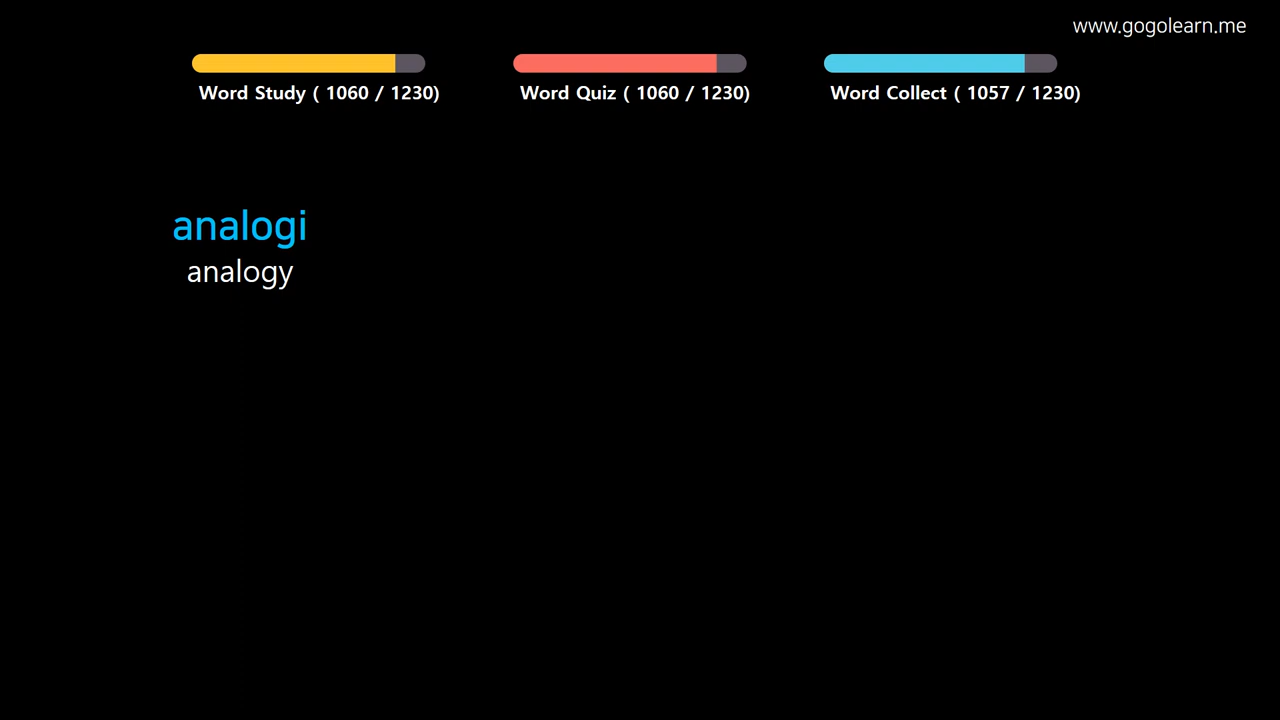 www.gogolearn.me
Word Study ( 1060 / 1230)
Word Quiz ( 1060 / 1230)
Word Collect ( 1057 / 1230)
analogi
analogy